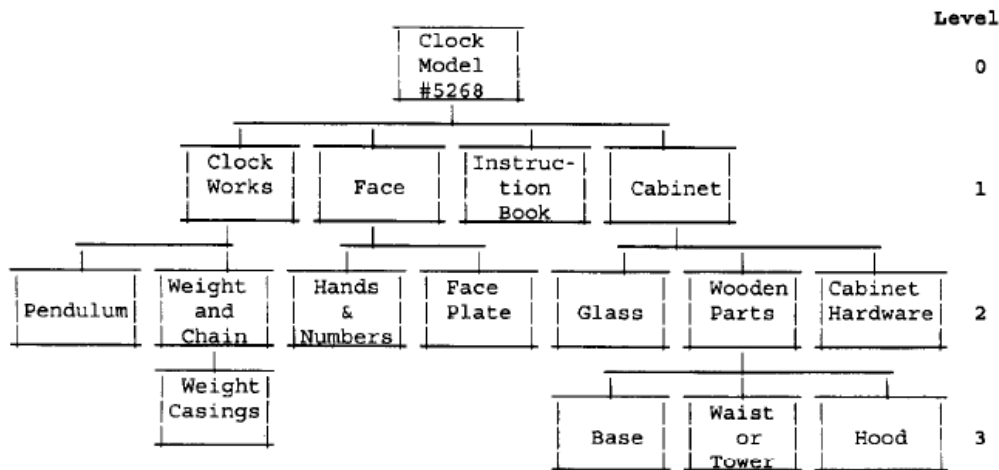 Level
Clock
Model
#5268
0
Clock
Works
Face
Instruc-
tion
Book
Cabinet
1
Pendulum
Weight
and
Chain
Hands
&
Numbers
Face
Plate
Glass
Wooden
Parts
Cabinet
Hardware
2
Weight
Casings
Base
Waist
or
Tower
Hood
3